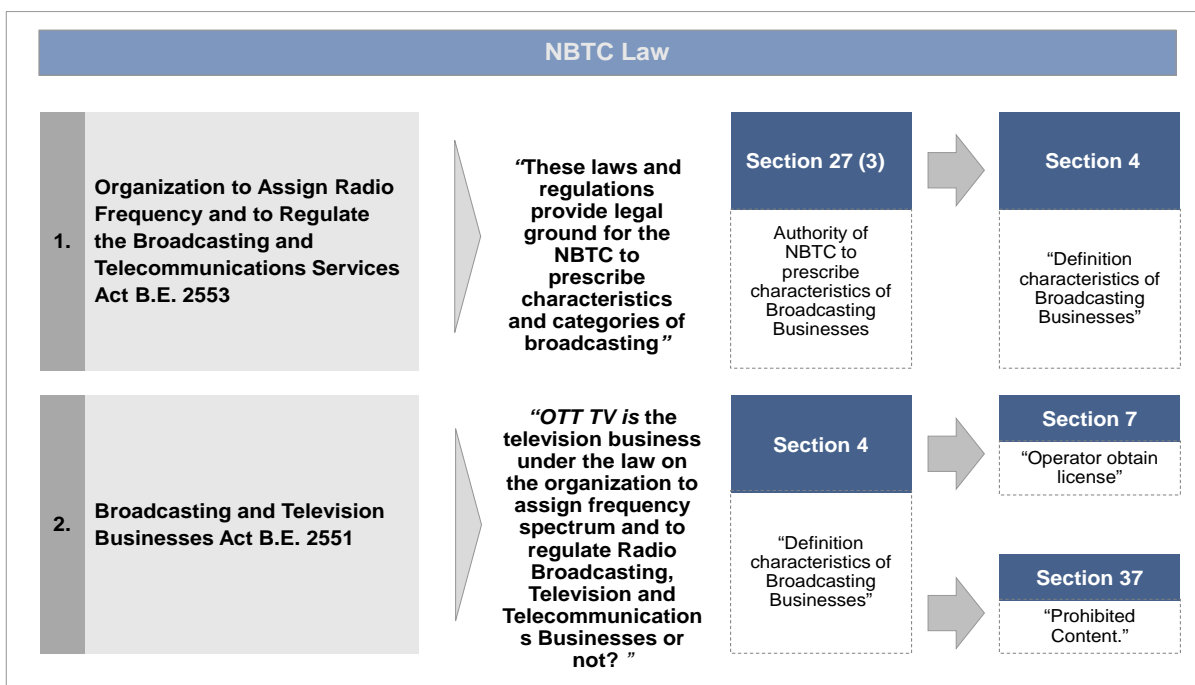 NBTC Law
1.
Organization to Assign Radio
Frequency and to Regulate
the Broadcasting and
Telecommunications Services
Act B.E. 2553
“These laws and
regulations
provide legal
ground for the
NBTC to
prescribe
characteristics
and categories of
broadcasting”
Section 27 (3)
Authority of
NBTC to
prescribe
characteristics of
Broadcasting
Businesses
Section 4
“Definition
characteristics of
Broadcasting
Businesses”
2.
Broadcasting and Television
Businesses Act B.E. 2551
“OTT TV is the
television business
under the law on
the organization to
assign frequency
spectrum and to
regulate Radio
Broadcasting,
Television and
Telecommunication
s Businesses or
not? ”
Section 4
“Definition
characteristics of
Broadcasting
Businesses”
Section 7
“Operator obtain
license”
Section 37
“Prohibited
Content.”